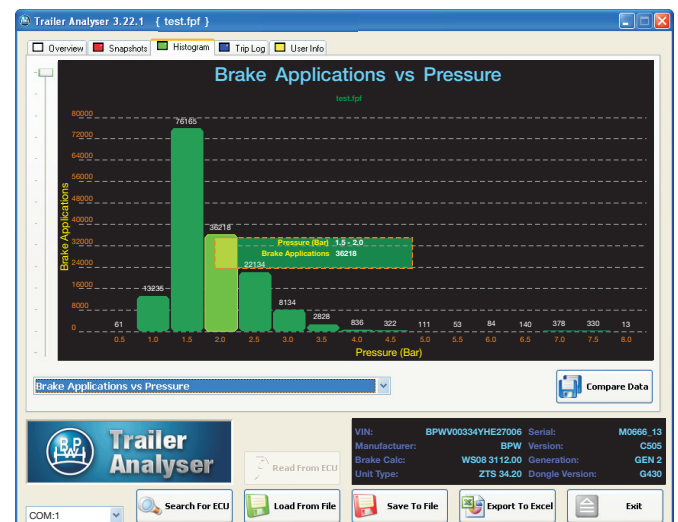 Trailer Analyser 3.22.1 { test.fpf }
Overview Snapshots Histogram Trip Log User Info
Brake Applications vs Pressure
test.fpf
Brake Applications
80000
72000
64000
56000
48000
40000
32000
24000
16000
8000
0
61 13235 76165 36218 22134 8134 2828 836 322 111 53 84 140 378 330 13
Pressure (Bar) 1.5 - 2.0
Brake Applications 36218
0.5 1.0 1.5 2.0 2.5 3.0 3.5 4.0 4.5 5.0 5.5 6.0 6.5 7.0 7.5 8.0
Pressure (Bar)
Brake Applications vs Pressure
Compare Data
BPW
Trailer
Analyser
Read From ECU
VIN: BPWV00334YHE27006 Serial: M0666_13
Manufacturer: BPW Version: C505
Brake Calc: WS08 3112.00 Generation: GEN 2
Unit Type: ZTS 34.20 Dongle Version: G430
COM:1
Search For ECU
Load From File
Save To File
Export To Excel
Exit